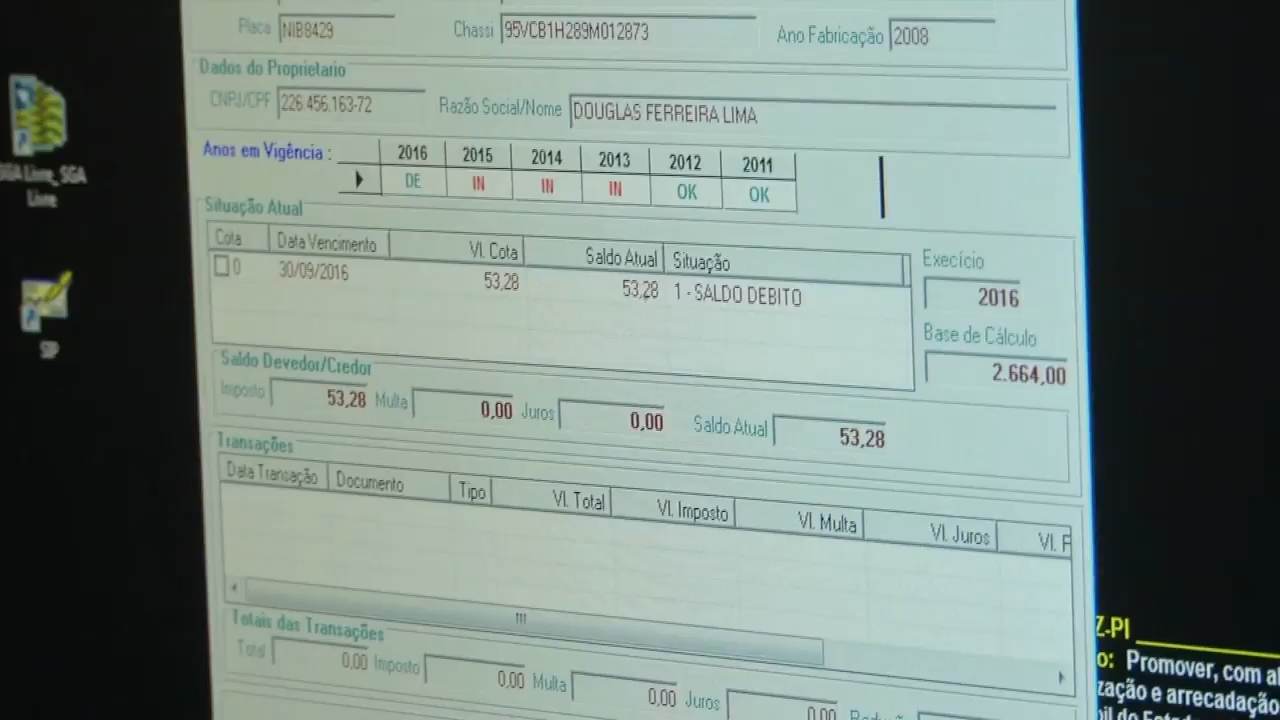 Placa NIB8429 Chassi 95VCB1H289M012873 Ano Fabricação 2008
Dados do Proprietario
CNPJ/CPF 226.456.163-72 Razão Social/Nome DOUGLAS FERREIRA LIMA
Anos em Vigência : 2016 2015 2014 2013 2012 2011
DE IN IN IN OK OK
SGA Livre_SGA
Livre
Situação Atual
Cota Data Vencimento Vl. Cota Saldo Atual Situação
0 30/09/2016 53,28 53,28 1 - SALDO DEBITO
Execício
2016
Base de Cálculo
2.664,00
Saldo Devedor/Credor
Imposto 53,28 Multa 0,00 Juros 0,00 Saldo Atual 53,28
Transações
Data Transação Documento Tipo Vl. Total Vl. Imposto Vl. Multa Vl. Juros Vl. F
Totais das Transações
Total 0,00 Imposto 0,00 Multa 0,00 Juros 0,00
Z-PI
o: Promover, com al
zação e arrecadação